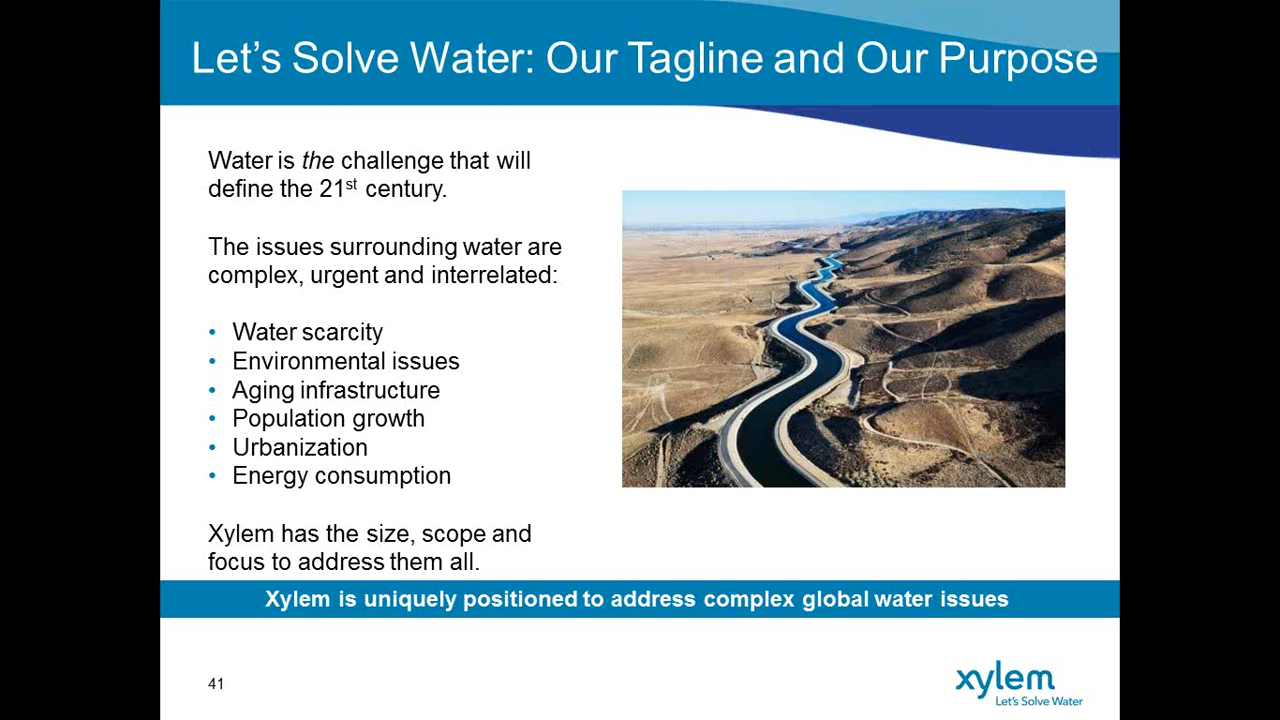 Let’s Solve Water: Our Tagline and Our Purpose
Water is the challenge that will
define the 21st century.
The issues surrounding water are
complex, urgent and interrelated:
• Water scarcity
• Environmental issues
• Aging infrastructure
• Population growth
• Urbanization
• Energy consumption
Xylem has the size, scope and
focus to address them all.
Xylem is uniquely positioned to address complex global water issues
41
xylem
Let’s Solve Water